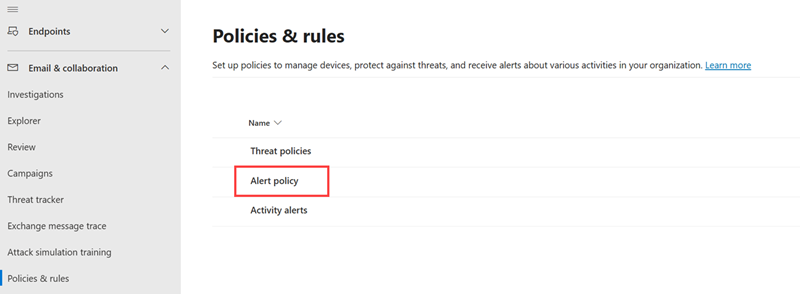 Endpoints
Email & collaboration
Investigations
Explorer
Review
Campaigns
Threat tracker
Exchange message trace
Attack simulation training
Policies & rules
Policies & rules
Set up policies to manage devices, protect against threats, and receive alerts about various activities in your organization. Learn more
Name
Threat policies
Alert policy
Activity alerts